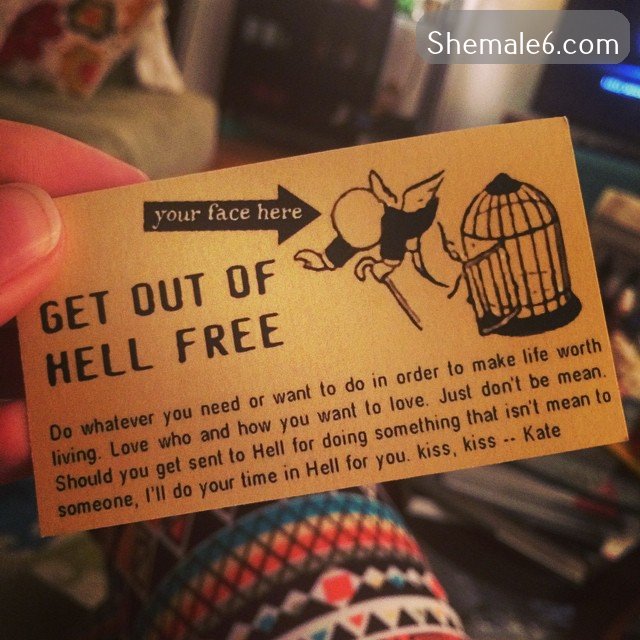 Shemale6.com
your face here
GET OUT OF
HELL FREE
Do whatever you need or want to do in order to make life worth
living. Love who and how you want to love. Just don't be mean.
Should you get sent to Hell for doing something that isn't mean to
someone, I'll do your time in Hell for you. kiss, kiss -- Kate